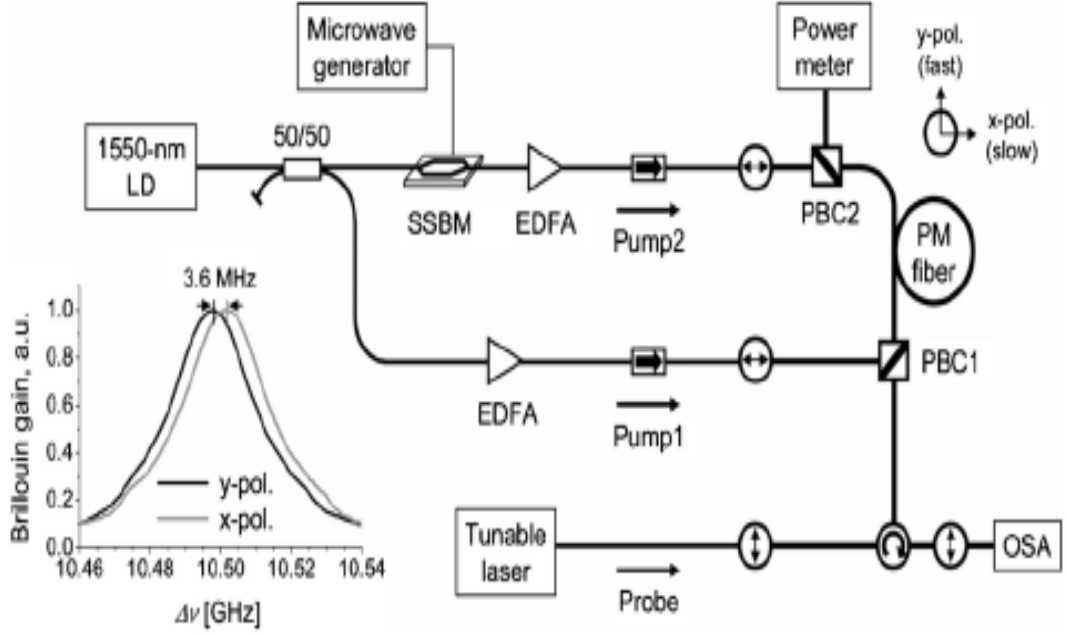 Microwave
generator
Power
meter
y-pol.
(fast)
x-pol.
(slow)
1550-nm
LD
50/50
SSBM
EDFA
Pump2
PBC2
PM
fiber
3.6 MHz
EDFA
Pump1
PBC1
Brillouin gain, a.u.
1.0
0.8
0.6
0.4
0.2
0.0
y-pol.
x-pol.
10.46 10.48 10.50 10.52 10.54
Δν [GHz]
Tunable
laser
Probe
OSA